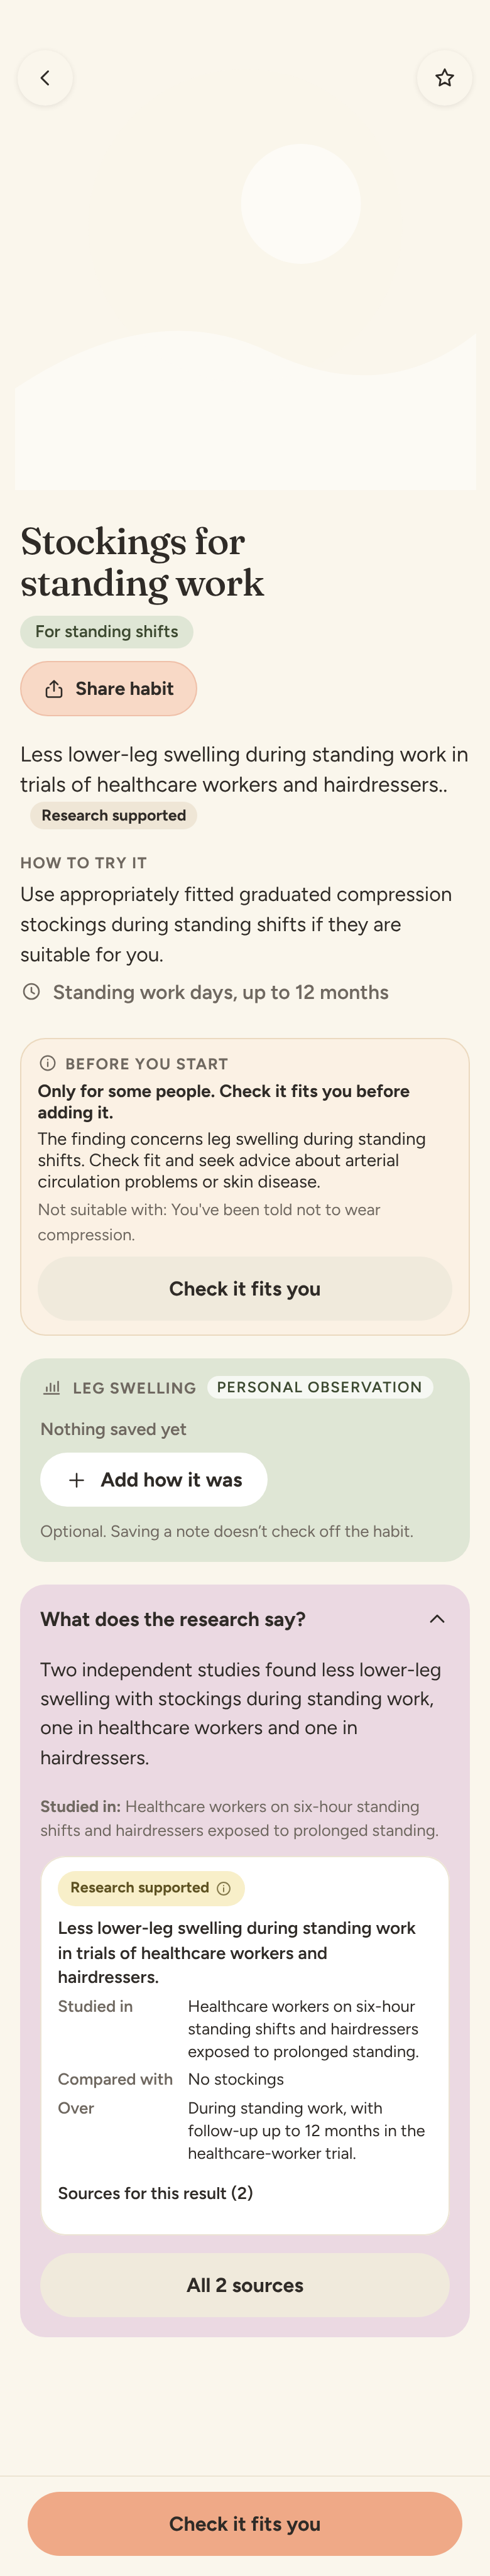 Stockings for
standing work
For standing shifts
Share habit
Less lower-leg swelling during standing work in
trials of healthcare workers and hairdressers..
Research supported
HOW TO TRY IT
Use appropriately fitted graduated compression
stockings during standing shifts if they are
suitable for you.
Standing work days, up to 12 months
BEFORE YOU START
Only for some people. Check it fits you before
adding it.
The finding concerns leg swelling during standing
shifts. Check fit and seek advice about arterial
circulation problems or skin disease.
Not suitable with: You've been told not to wear
compression.
Check it fits you
LEG SWELLING PERSONAL OBSERVATION
Nothing saved yet
Add how it was
Optional. Saving a note doesn’t check off the habit.
What does the research say?
Two independent studies found less lower-leg
swelling with stockings during standing work,
one in healthcare workers and one in
hairdressers.
Studied in: Healthcare workers on six-hour standing
shifts and hairdressers exposed to prolonged standing.
Research supported
Less lower-leg swelling during standing work
in trials of healthcare workers and
hairdressers.
Studied in Healthcare workers on six-hour
standing shifts and hairdressers
exposed to prolonged standing.
Compared with No stockings
Over During standing work, with
follow-up up to 12 months in the
healthcare-worker trial.
Sources for this result (2)
All 2 sources
Check it fits you